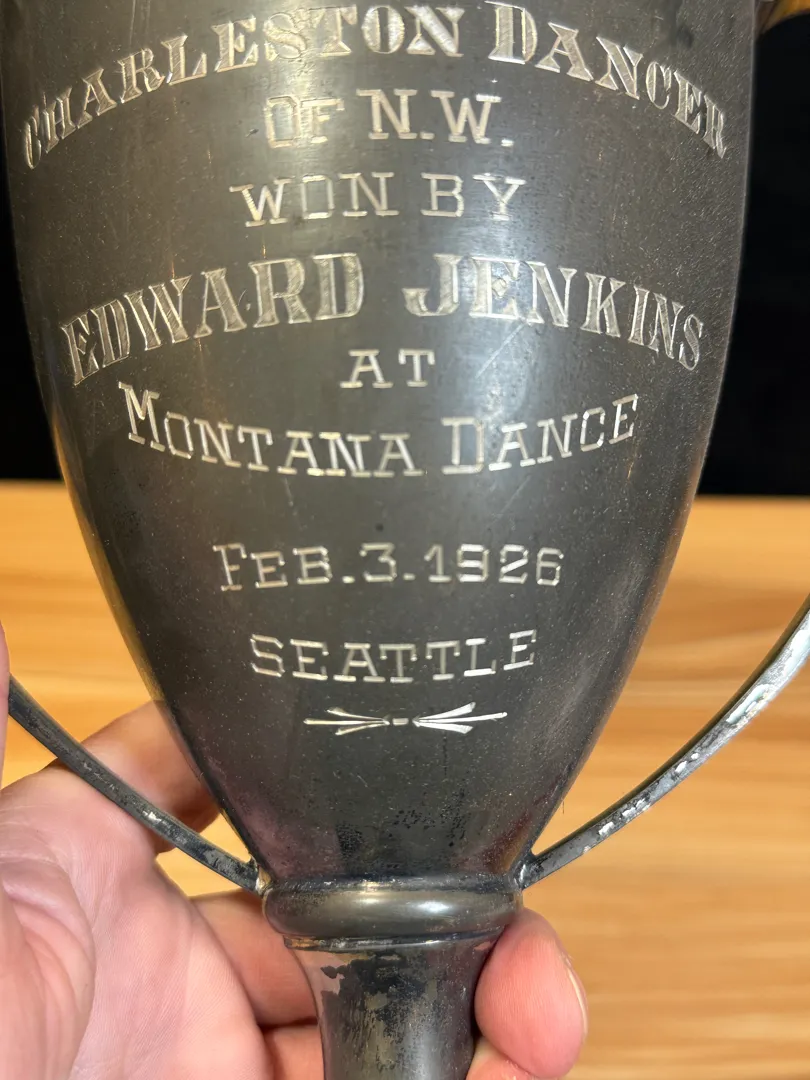 CHARLESTON DANCER
OF N.W.
WON BY
EDWARD JENKINS
AT
MONTANA DANCE
FEB.3.1926
SEATTLE